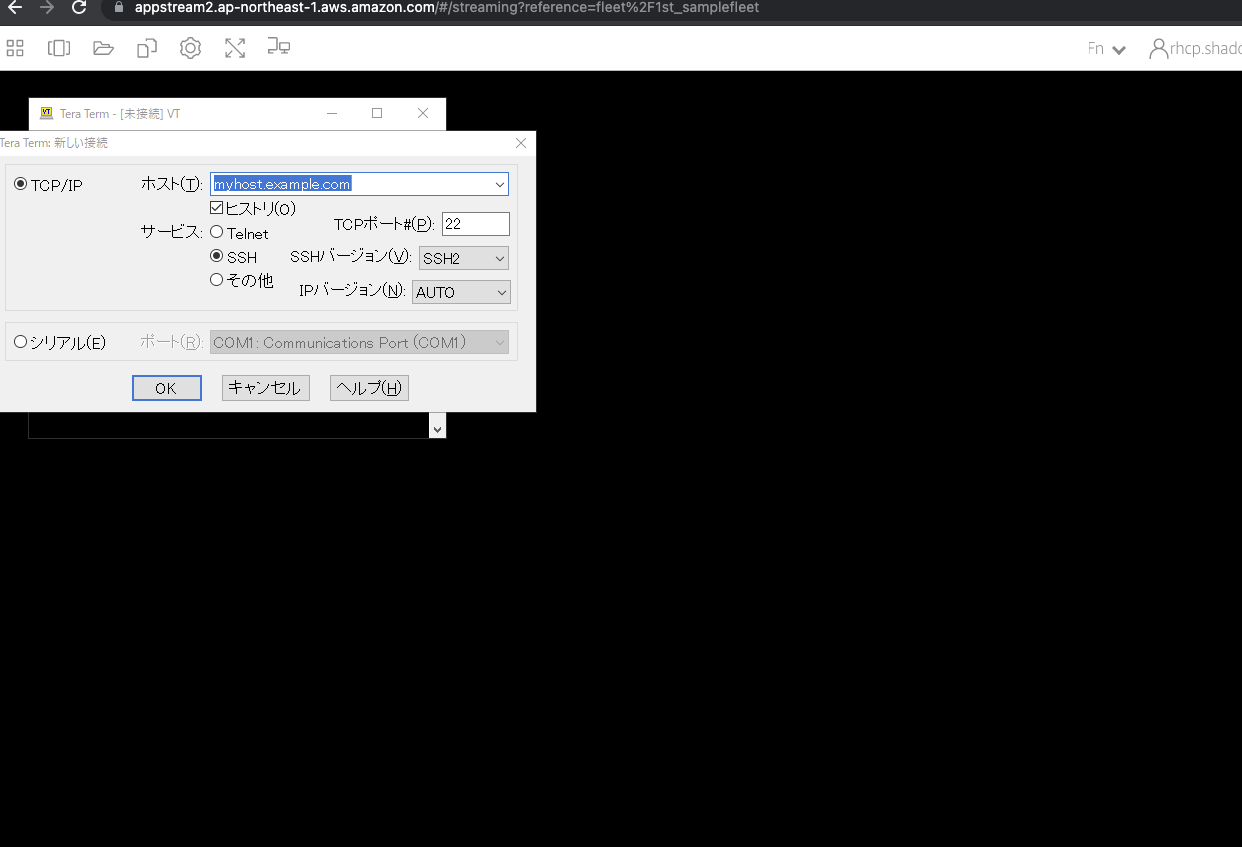 appstream2.ap-northeast-1.aws.amazon.com/#/streaming?reference=fleet%2F1st_samplefleet
Fn
rhcp.shado
Tera Term - [未接続] VT
Tera Term: 新しい接続
TCP/IP
ホスト(T):
myhost.example.com
ヒストリ(O)
サービス:
Telnet
TCPポート#(P):
22
SSH
SSHバージョン(V):
SSH2
その他
IPバージョン(N):
AUTO
シリアル(E)
ポート(R):
COM1: Communications Port (COM1)
OK
キャンセル
ヘルプ(H)